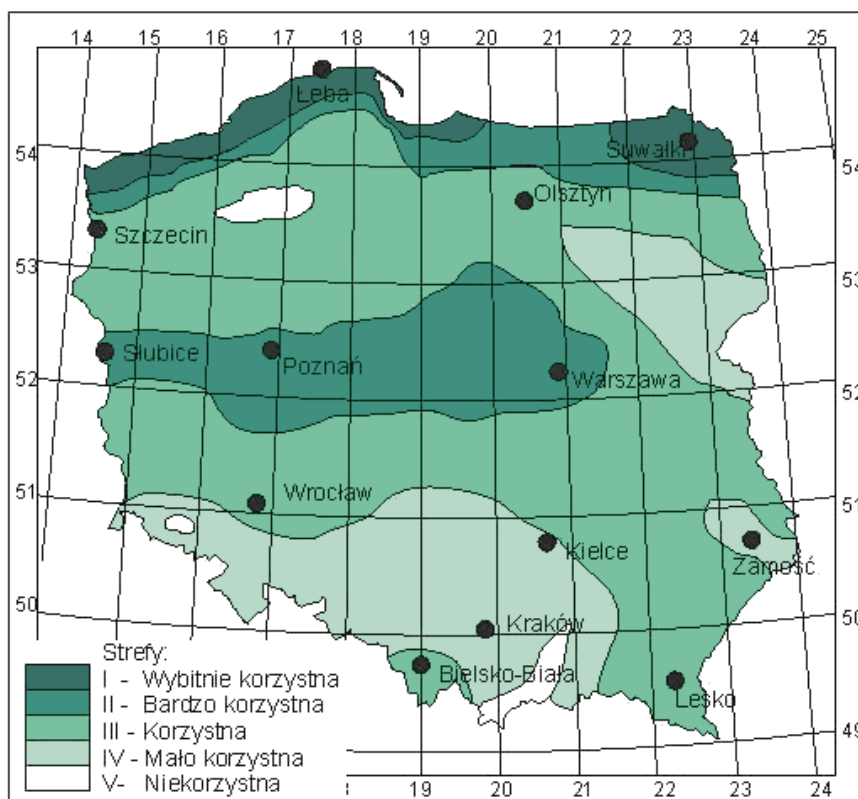 14 15 16 17 18 19 20 21 22 23 24 25
Łeba
54 Suwałki 54
Olsztyn
Szczecin
53 53
Słubice Poznań Warszawa
52 52
51 Wrocław 51
Kielce Zamość
50 Kraków 50
Strefy:
Bielsko-Biała Lesko
I - Wybitnie korzystna
II - Bardzo korzystna
III - Korzystna
49
IV - Mało korzystna
V- Niekorzystna
19 20 21 22 23 24